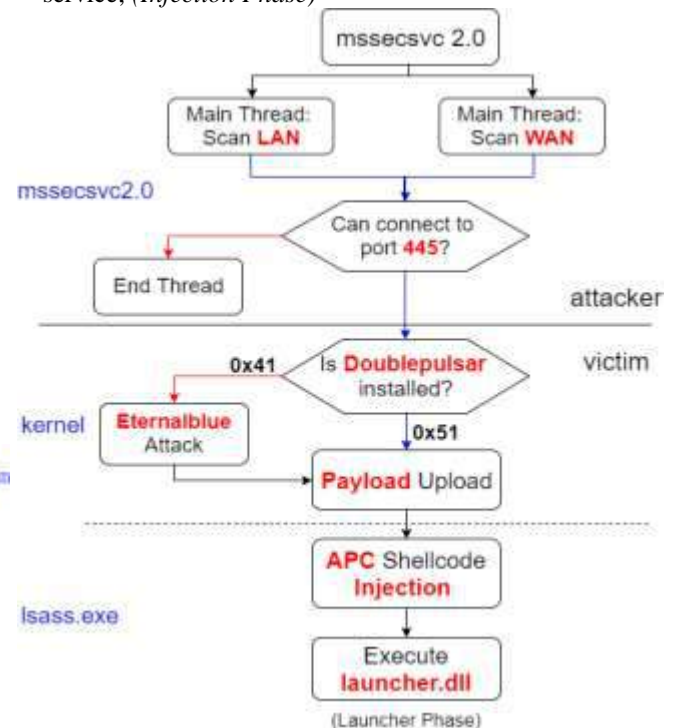 service, (Injection Phase)
mssecsvc 2.0
Main Thread:
Scan LAN
Main Thread:
Scan WAN
mssecsvc2.0
Can connect to
port 445?
End Thread
attacker
0x41
Is Doublepulsar
installed?
victim
kernel
Eternalblue
Attack
0x51
Payload Upload
APC Shellcode
Injection
lsass.exe
Execute
launcher.dll
(Launcher Phase)